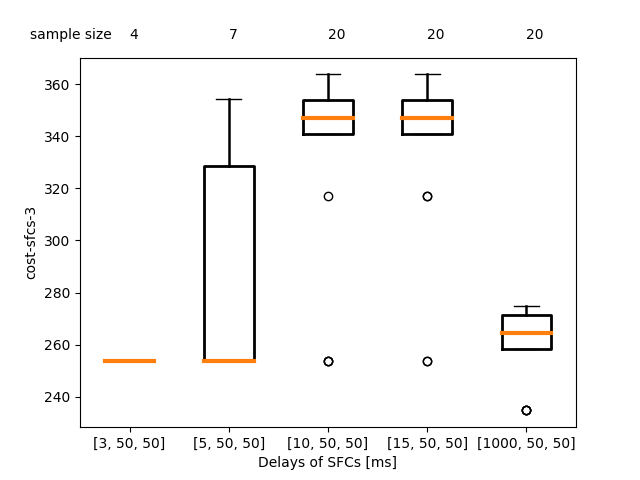 sample size 4 7 20 20 20
360
340
320
300
280
260
240
cost-sfcs-3
[3, 50, 50] [5, 50, 50] [10, 50, 50] [15, 50, 50] [1000, 50, 50]
Delays of SFCs [ms]